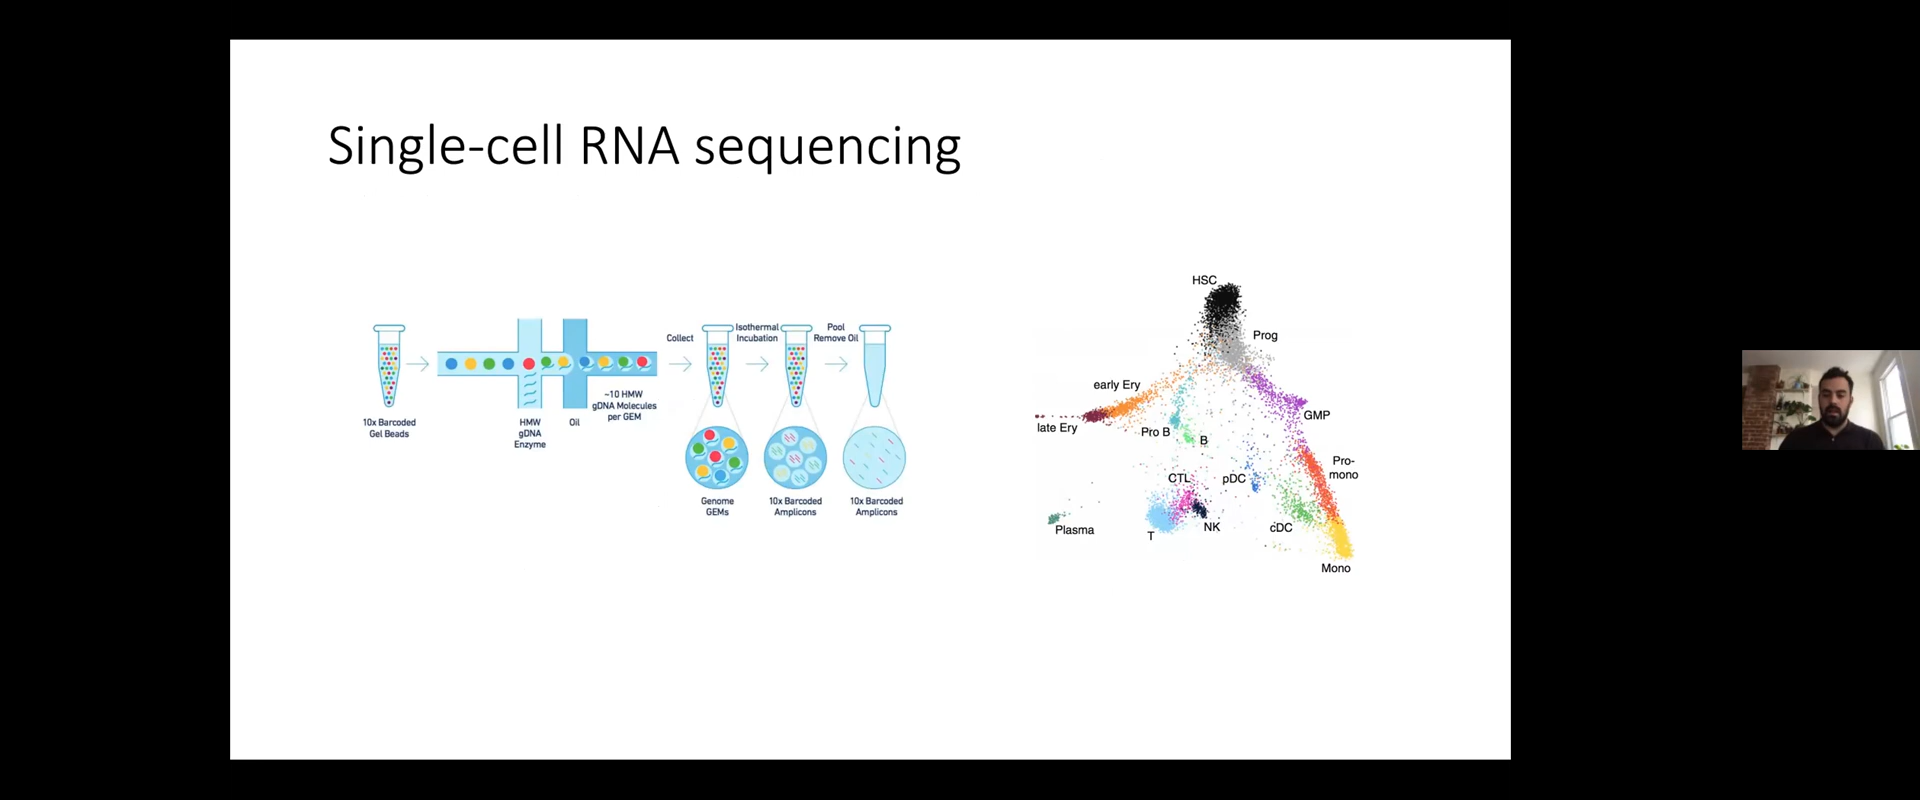 Single-cell RNA sequencing
10x Barcoded
Gel Beads
HMW
gDNA
Enzyme
Oil
~10 HMW
gDNA Molecules
per GEM
Collect
Isothermal
Incubation
Pool
Remove Oil
Genome
GEMs
10x Barcoded
Amplicons
10x Barcoded
Amplicons
HSC
Prog
early Ery
late Ery
GMP
Pro B
B
Pro-
mono
CTL
pDC
Plasma
T
NK
cDC
Mono